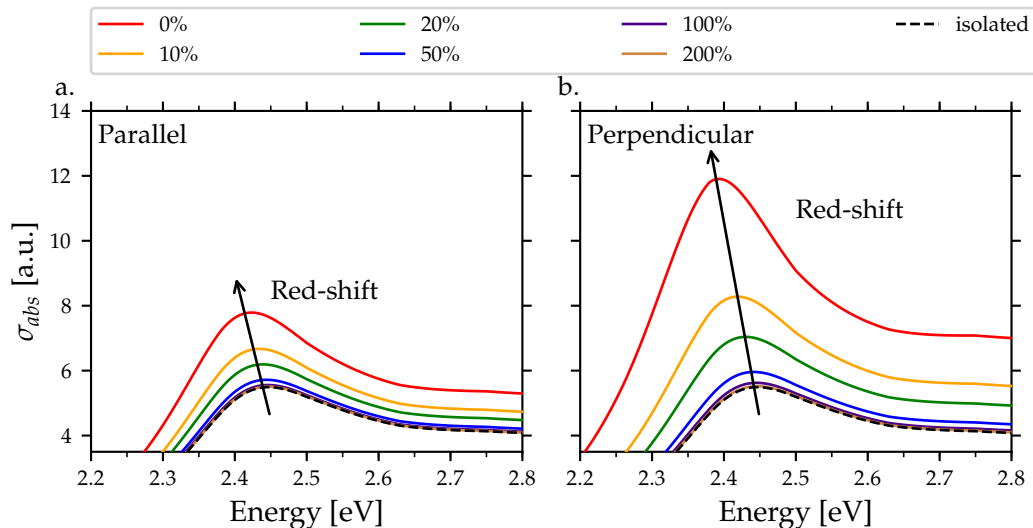 0% 20% 100% isolated
10% 50% 200%
a. b.
Parallel
Perpendicular
Red-shift
Red-shift
σabs [a.u.]
14
12
10
8
6
4
2.2 2.3 2.4 2.5 2.6 2.7 2.8
2.2 2.3 2.4 2.5 2.6 2.7 2.8
Energy [eV]
Energy [eV]